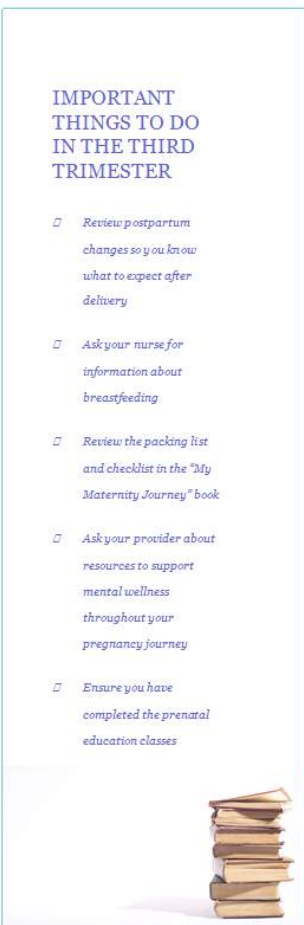 IMPORTANT
THINGS TO DO
IN THE THIRD
TRIMESTER
Review postpartum
changes so you know
what to expect after
delivery
Ask your nurse for
information about
breastfeeding
Review the packing list
and checklist in the “My
Maternity Journey” book
Ask your provider about
resources to support
mental wellness
throughout your
pregnancy journey
Ensure you have
completed the prenatal
education classes